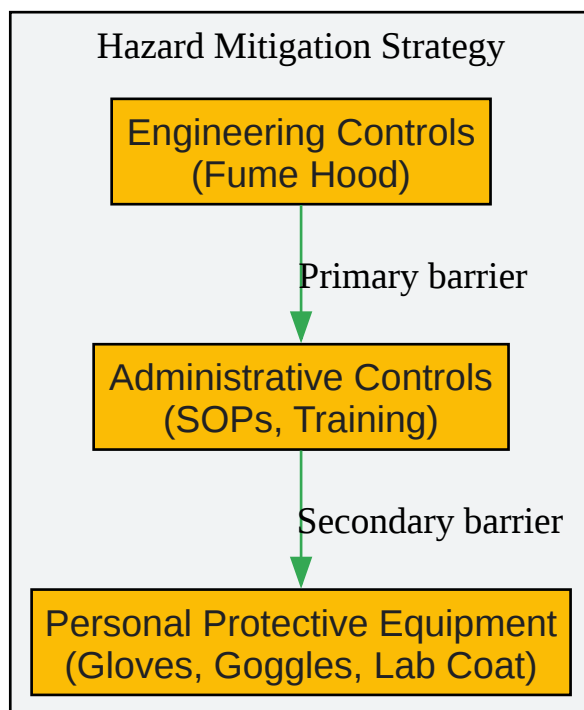 Hazard Mitigation Strategy
Engineering Controls
(Fume Hood)
Primary barrier
Administrative Controls
(SOPs, Training)
Secondary barrier
Personal Protective Equipment
(Gloves, Goggles, Lab Coat)